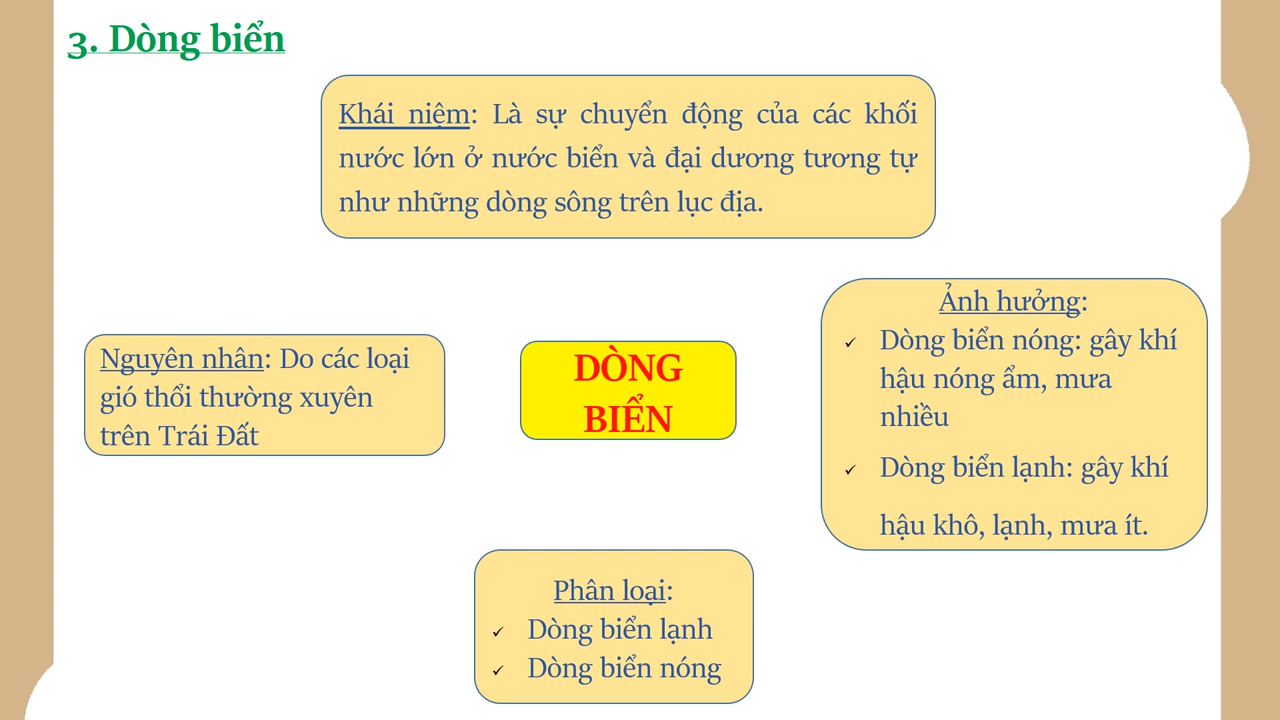 3. Dòng biển
Khái niệm: Là sự chuyển động của các khối
nước lớn ở nước biển và đại dương tương tự
như những dòng sông trên lục địa.
Nguyên nhân: Do các loại
gió thổi thường xuyên
trên Trái Đất
DÒNG
BIỂN
Ảnh hưởng:
✓ Dòng biển nóng: gây khí
hậu nóng ẩm, mưa
nhiều
✓ Dòng biển lạnh: gây khí
hậu khô, lạnh, mưa ít.
Phân loại:
✓ Dòng biển lạnh
✓ Dòng biển nóng